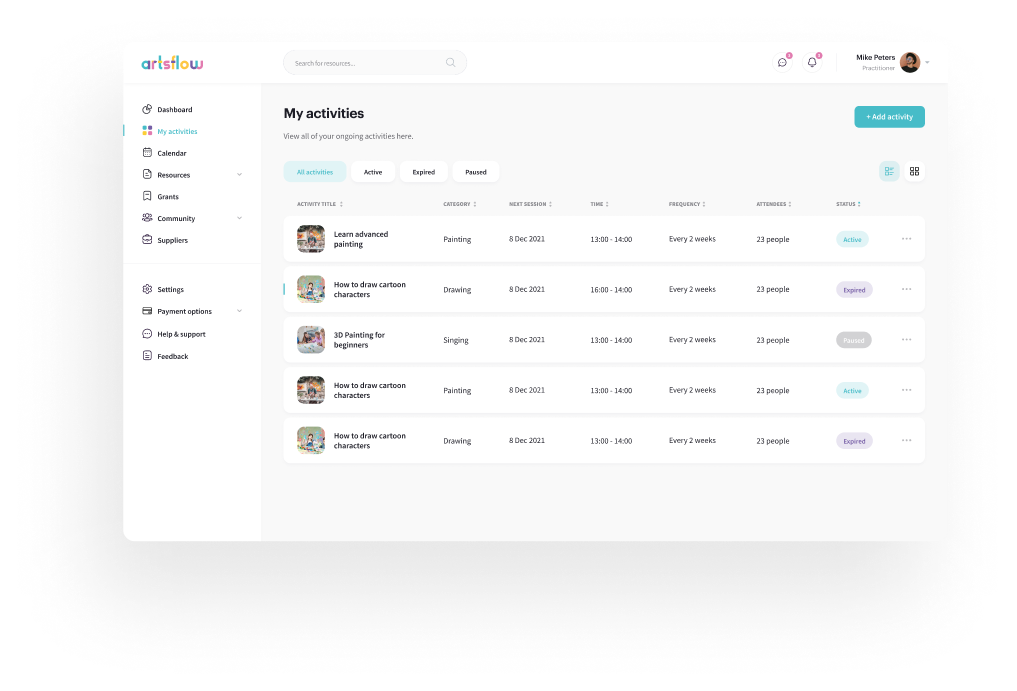 artsflow
Search for resources...
Mike Peters
Practitioner
Dashboard
My activities
Calendar
Resources
Grants
Community
Suppliers
Settings
Payment options
Help & support
Feedback
My activities
+ Add activity
View all of your ongoing activities here.
All activities
Active
Expired
Paused
ACTIVITY TITLE
CATEGORY
NEXT SESSION
TIME
FREQUENCY
ATTENDEES
STATUS
Learn advanced
painting
Painting
8 Dec 2021
13:00 - 14:00
Every 2 weeks
23 people
Active
How to draw cartoon
characters
Drawing
8 Dec 2021
16:00 - 14:00
Every 2 weeks
23 people
Expired
3D Painting for
beginners
Singing
8 Dec 2021
13:00 - 14:00
Every 2 weeks
23 people
Paused
How to draw cartoon
characters
Painting
8 Dec 2021
13:00 - 14:00
Every 2 weeks
23 people
Active
How to draw cartoon
characters
Drawing
8 Dec 2021
13:00 - 14:00
Every 2 weeks
23 people
Expired